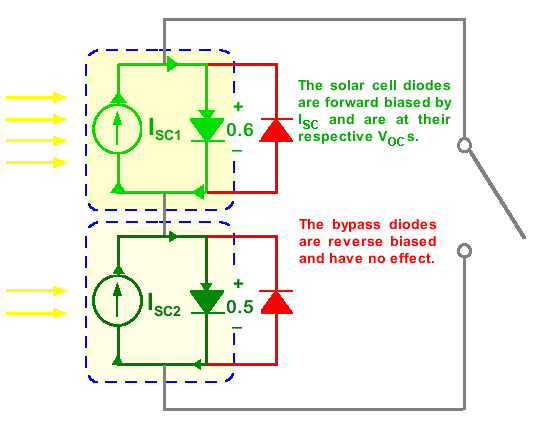 The solar cell diodes
are forward biased by
ISC and are at their
respective VOC s.
+
ISC1
0.6
–
The bypass diodes
are reverse biased
and have no effect.
+
ISC2
0.5
–